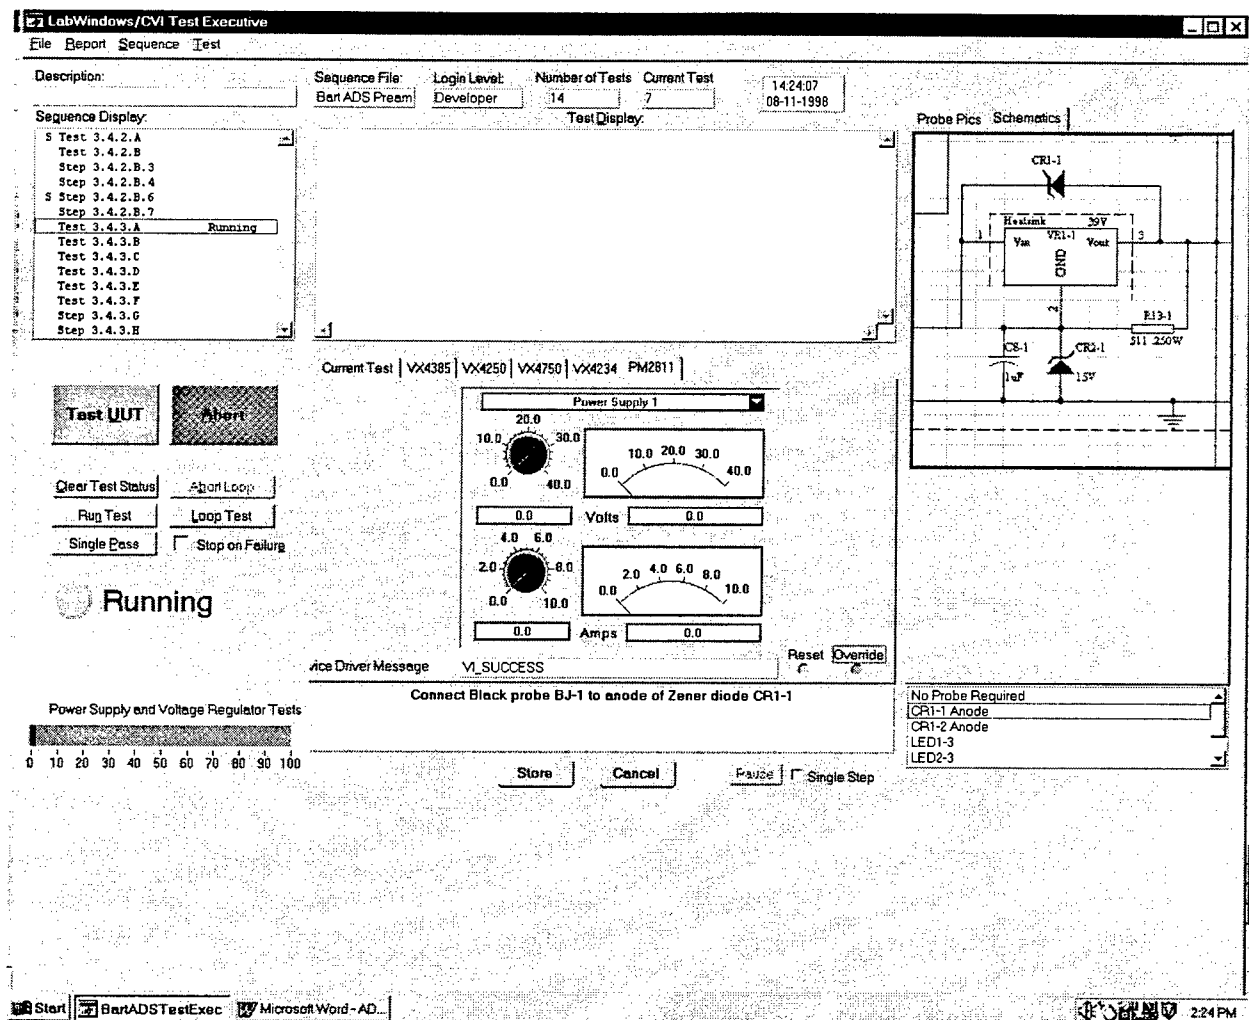 LabWindows/CVI Test Executive
File Report Sequence Test
Description:
Sequence File:
Bart ADS Pream
Login Level:
Developer
Number of Tests
14
Current Test
7
14:24:07
08-11-1998
Sequence Display:
S Test 3.4.2.A
Test 3.4.2.B
Step 3.4.2.B.3
Step 3.4.2.B.4
S Step 3.4.2.B.6
Step 3.4.2.B.7
Test 3.4.3.A Running
Test 3.4.3.B
Test 3.4.3.C
Test 3.4.3.D
Test 3.4.3.E
Test 3.4.3.F
Step 3.4.3.G
Step 3.4.3.H
Test Display:
Probe Pics Schematics
CR1-1
Heatsink 39V
1 Vin VR1-1 Vout 3
GND
2
R13-1
511 .250W
C8-1
1uF
CR2-1
15V
Test UUT Abort
Clear Test Status Abort Loop
Run Test Loop Test
Single Pass Stop on Failure
Running
Power Supply and Voltage Regulator Tests
0 10 20 30 40 50 60 70 80 90 100
Current Test VX4385 VX4250 VX4750 VX4234 PM2811
Power Supply 1
0.0 10.0 20.0 30.0 40.0
0.0 10.0 20.0 30.0 40.0
0.0 Volts 0.0
0.0 2.0 4.0 6.0 8.0 10.0
0.0 2.0 4.0 6.0 8.0 10.0
0.0 Amps 0.0
vice Driver Message VI_SUCCESS
Reset Override
Connect Black probe BJ-1 to anode of Zener diode CR1-1
No Probe Required
CR1-1 Anode
CR1-2 Anode
LED1-3
LED2-3
Store Cancel Pause Single Step
Start BartADSTestExec Microsoft Word - AD... 2:24 PM